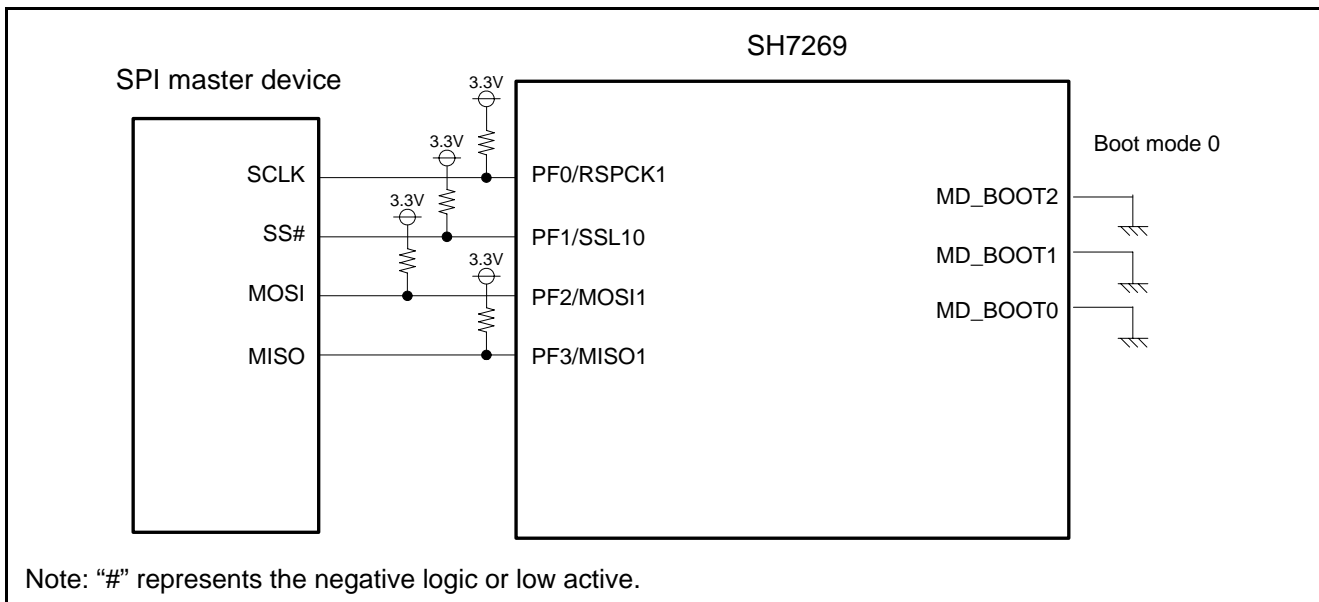 SH7269
SPI master device
3.3V
3.3V
Boot mode 0
SCLK
PF0/RSPCK1
3.3V
MD_BOOT2
SS#
PF1/SSL10
3.3V
MD_BOOT1
MOSI
PF2/MOSI1
MD_BOOT0
MISO
PF3/MISO1
Note: “#” represents the negative logic or low active.